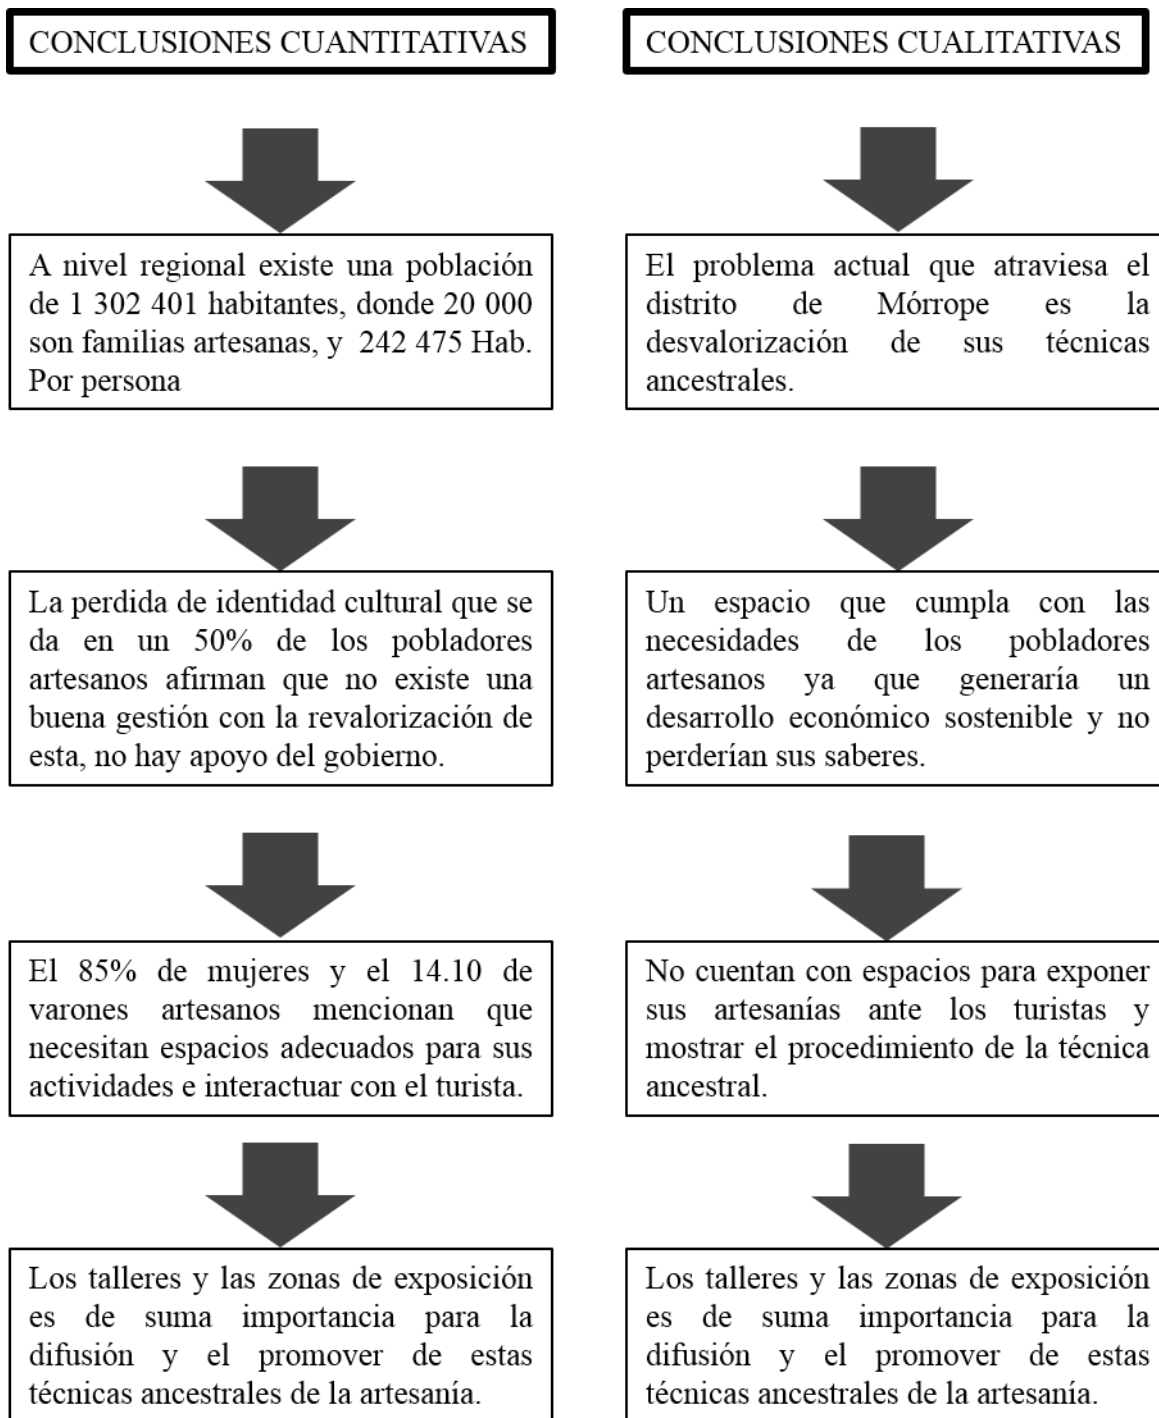 CONCLUSIONES CUANTITATIVAS
A nivel regional existe una población
de 1 302 401 habitantes, donde 20 000
son familias artesanas, y 242 475 Hab.
Por persona
La perdida de identidad cultural que se
da en un 50% de los pobladores
artesanos afirman que no existe una
buena gestión con la revalorización de
esta, no hay apoyo del gobierno.
El 85% de mujeres y el 14.10 de
varones artesanos mencionan que
necesitan espacios adecuados para sus
actividades e interactuar con el turista.
Los talleres y las zonas de exposición
es de suma importancia para la
difusión y el promover de estas
técnicas ancestrales de la artesanía.
CONCLUSIONES CUALITATIVAS
El problema actual que atraviesa el
distrito de Mórrope es la
desvalorización de sus técnicas
ancestrales.
Un espacio que cumpla con las
necesidades de los pobladores
artesanos ya que generaría un
desarrollo económico sostenible y no
perderían sus saberes.
No cuentan con espacios para exponer
sus artesanías ante los turistas y
mostrar el procedimiento de la técnica
ancestral.
Los talleres y las zonas de exposición
es de suma importancia para la
difusión y el promover de estas
técnicas ancestrales de la artesanía.